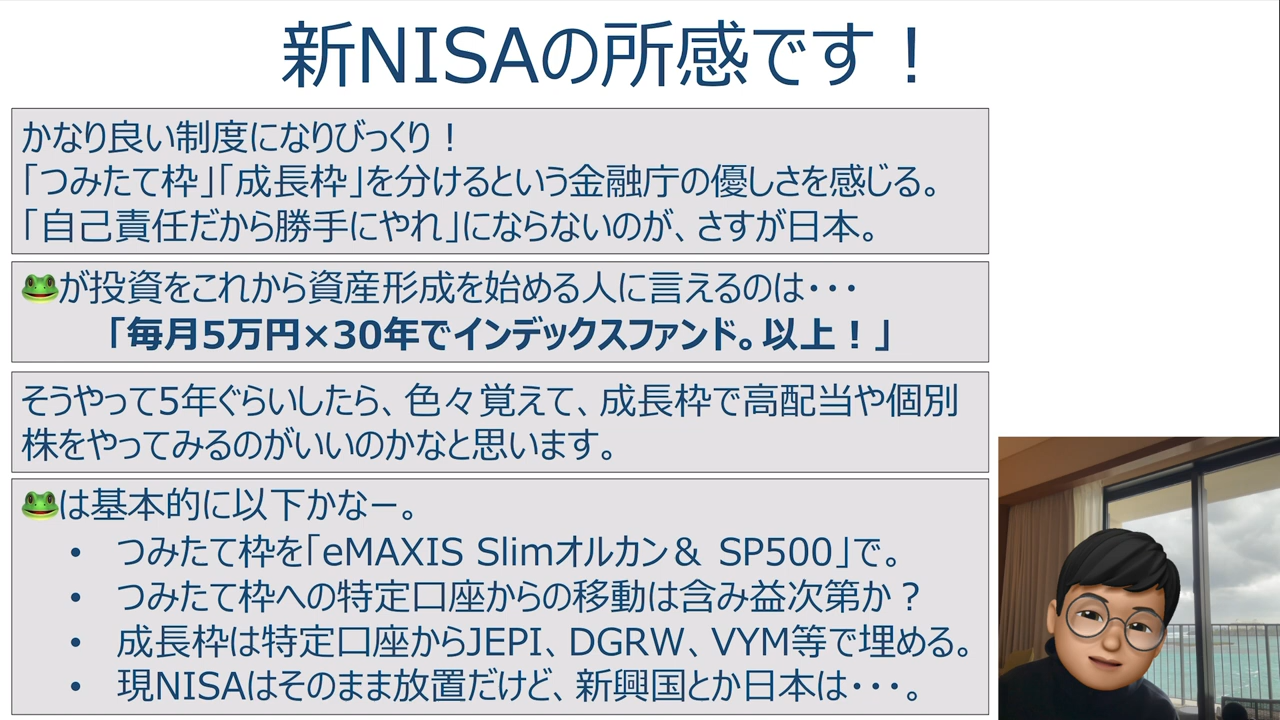 新NISAの所感です！
かなり良い制度になりびっくり！
「つみたて枠」「成長枠」を分けるという金融庁の優しさを感じる。
「自己責任だから勝手にやれ」にならないのが、さすが日本。
🐸が投資をこれから資産形成を始める人に言えるのは・・・
「毎月5万円×30年でインデックスファンド。以上！」
そうやって5年ぐらいしたら、色々覚えて、成長枠で高配当や個別
株をやってみるのがいいのかなと思います。
🐸は基本的に以下かなー。
• つみたて枠を「eMAXIS Slimオルカン＆ SP500」で。
• つみたて枠への特定口座からの移動は含み益次第か？
• 成長枠は特定口座からJEPI、DGRW、VYM等で埋める。
• 現NISAはそのまま放置だけど、新興国とか日本は・・・。